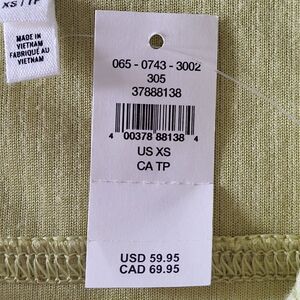 XS / TP
MADE IN
VIETNAM
FABRIQUÉ AU
VIETNAM
065 - 0743 - 3002
305
37888138
4 00378 88138 4
US XS
CA TP
USD 59.95
CAD 69.95